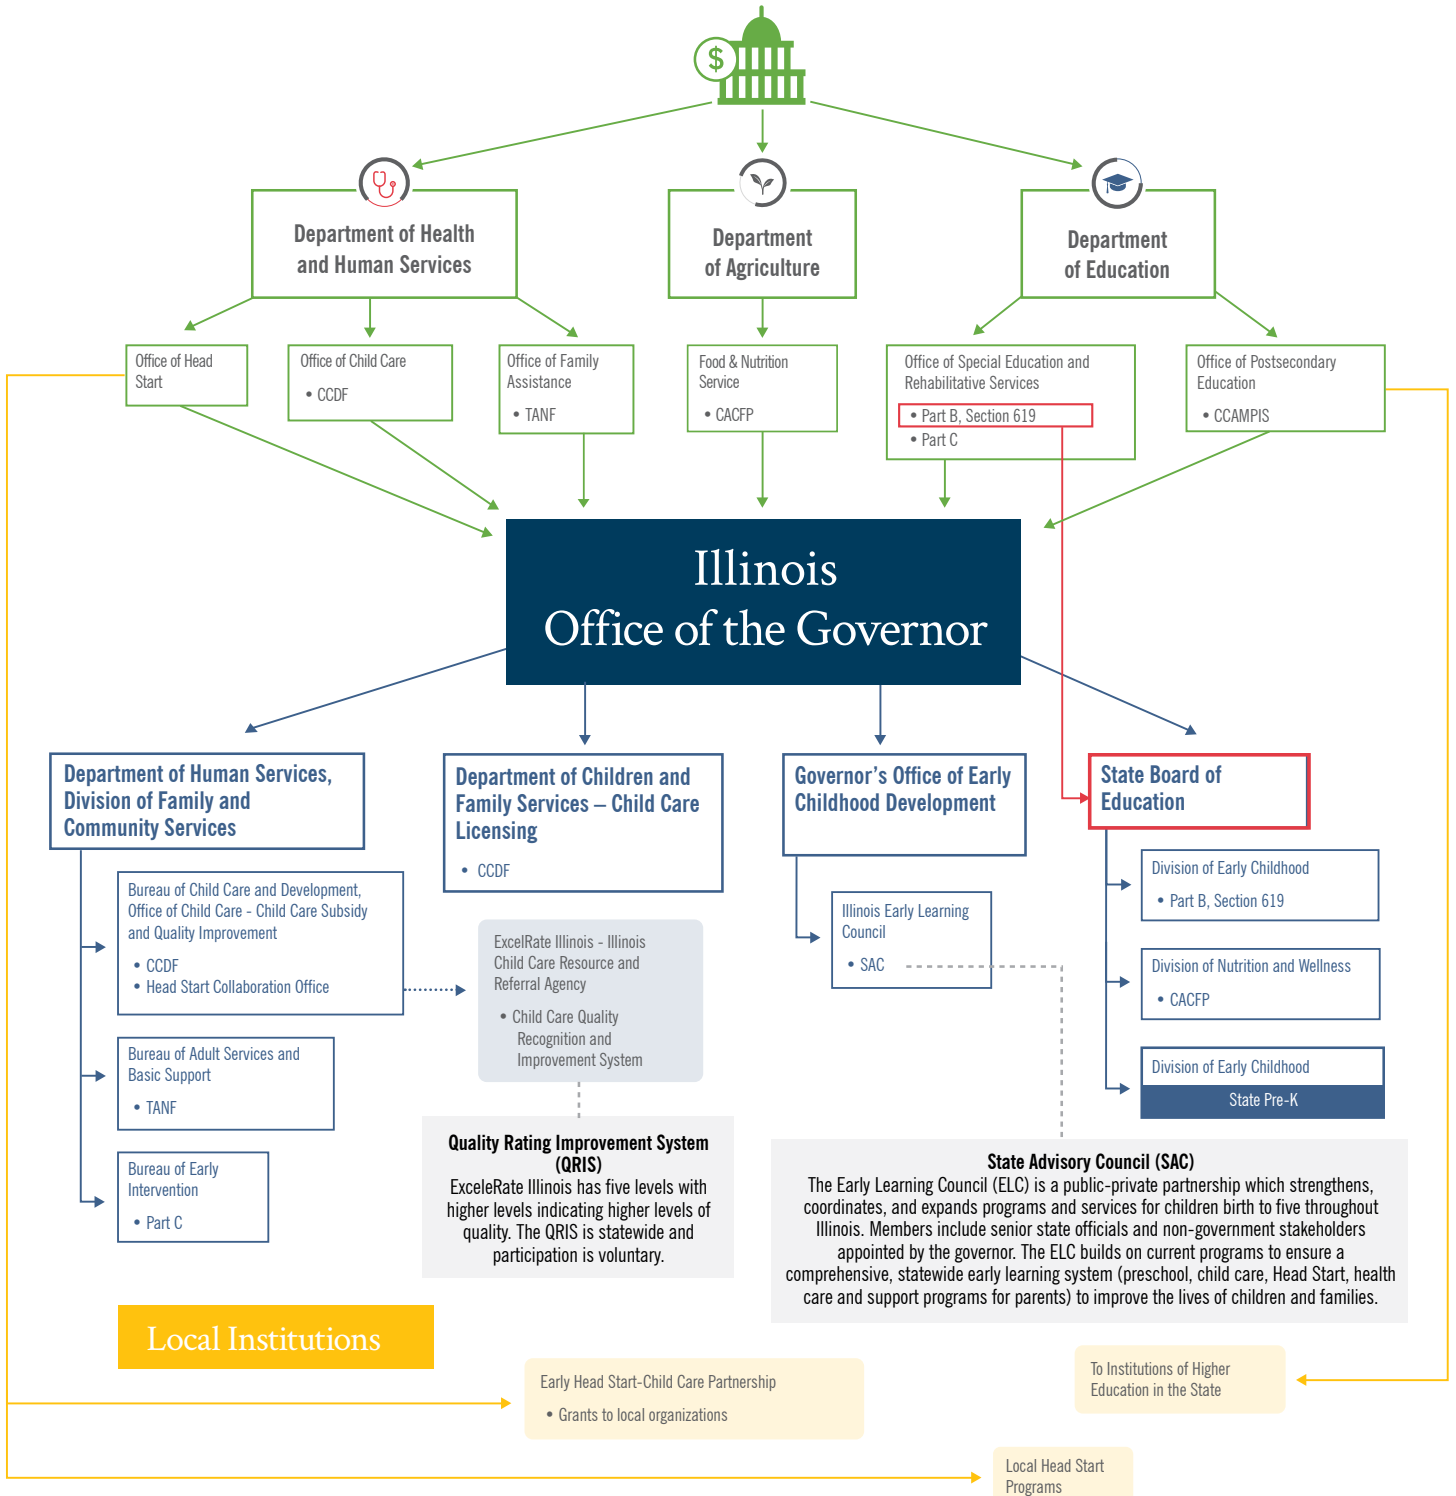 $
Department of Health
and Human Services
Department
of Agriculture
Department
of Education
Office of Head
Start
Office of Child Care
• CCDF
Office of Family
Assistance
• TANF
Food & Nutrition
Service
• CACFP
Office of Special Education and
Rehabilitative Services
• Part B, Section 619
• Part C
Office of Postsecondary
Education
• CCAMPIS
Illinois
Office of the Governor
Department of Human Services,
Division of Family and
Community Services
Bureau of Child Care and Development,
Office of Child Care - Child Care Subsidy
and Quality Improvement
• CCDF
• Head Start Collaboration Office
Bureau of Adult Services and
Basic Support
• TANF
Bureau of Early
Intervention
• Part C
Department of Children and
Family Services – Child Care
Licensing
• CCDF
ExcelRate Illinois - Illinois
Child Care Resource and
Referral Agency
• Child Care Quality
Recognition and
Improvement System
Quality Rating Improvement System
(QRIS)
ExceleRate Illinois has five levels with
higher levels indicating higher levels of
quality. The QRIS is statewide and
participation is voluntary.
Governor’s Office of Early
Childhood Development
Illinois Early Learning
Council
• SAC
State Board of
Education
Division of Early Childhood
• Part B, Section 619
Division of Nutrition and Wellness
• CACFP
Division of Early Childhood
State Pre-K
State Advisory Council (SAC)
The Early Learning Council (ELC) is a public-private partnership which strengthens,
coordinates, and expands programs and services for children birth to five throughout
Illinois. Members include senior state officials and non-government stakeholders
appointed by the governor. The ELC builds on current programs to ensure a
comprehensive, statewide early learning system (preschool, child care, Head Start, health
care and support programs for parents) to improve the lives of children and families.
Local Institutions
Early Head Start-Child Care Partnership
• Grants to local organizations
To Institutions of Higher
Education in the State
Local Head Start
Programs